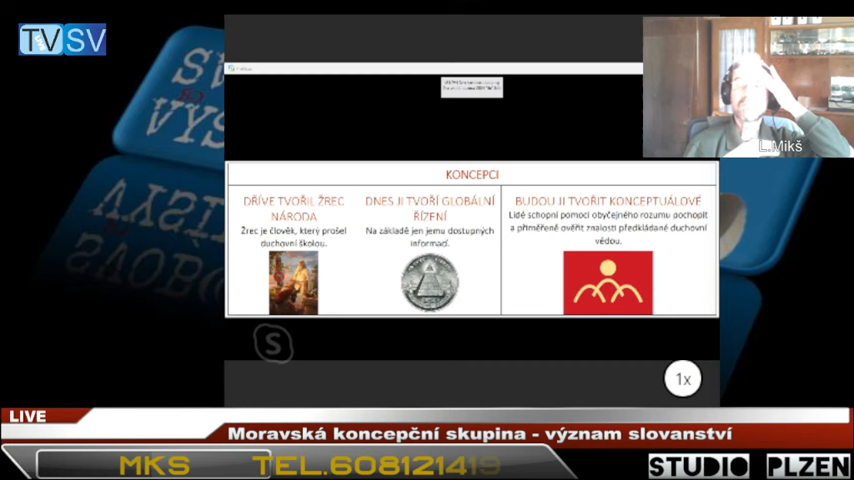 TV SV
L.Mikš
KONCEPCI
DŘÍVE TVOŘIL ŽREC
NÁRODA
Žrec je člověk, který prošel
duchovní školou.
DNES JI TVOŘÍ GLOBÁLNÍ
ŘÍZENÍ
Na základě jen jemu dostupných
informací.
BUDOU JI TVOŘIT KONCEPTUÁLOVÉ
Lidé schopní pomocí obyčejného rozumu pochopit
a přiměřeně ověřit znalosti předkládané duchovní
vědou.
1x
LIVE
Moravská koncepční skupina - význam slovanství
MKS TEL.608121419
STUDIO PLZEN